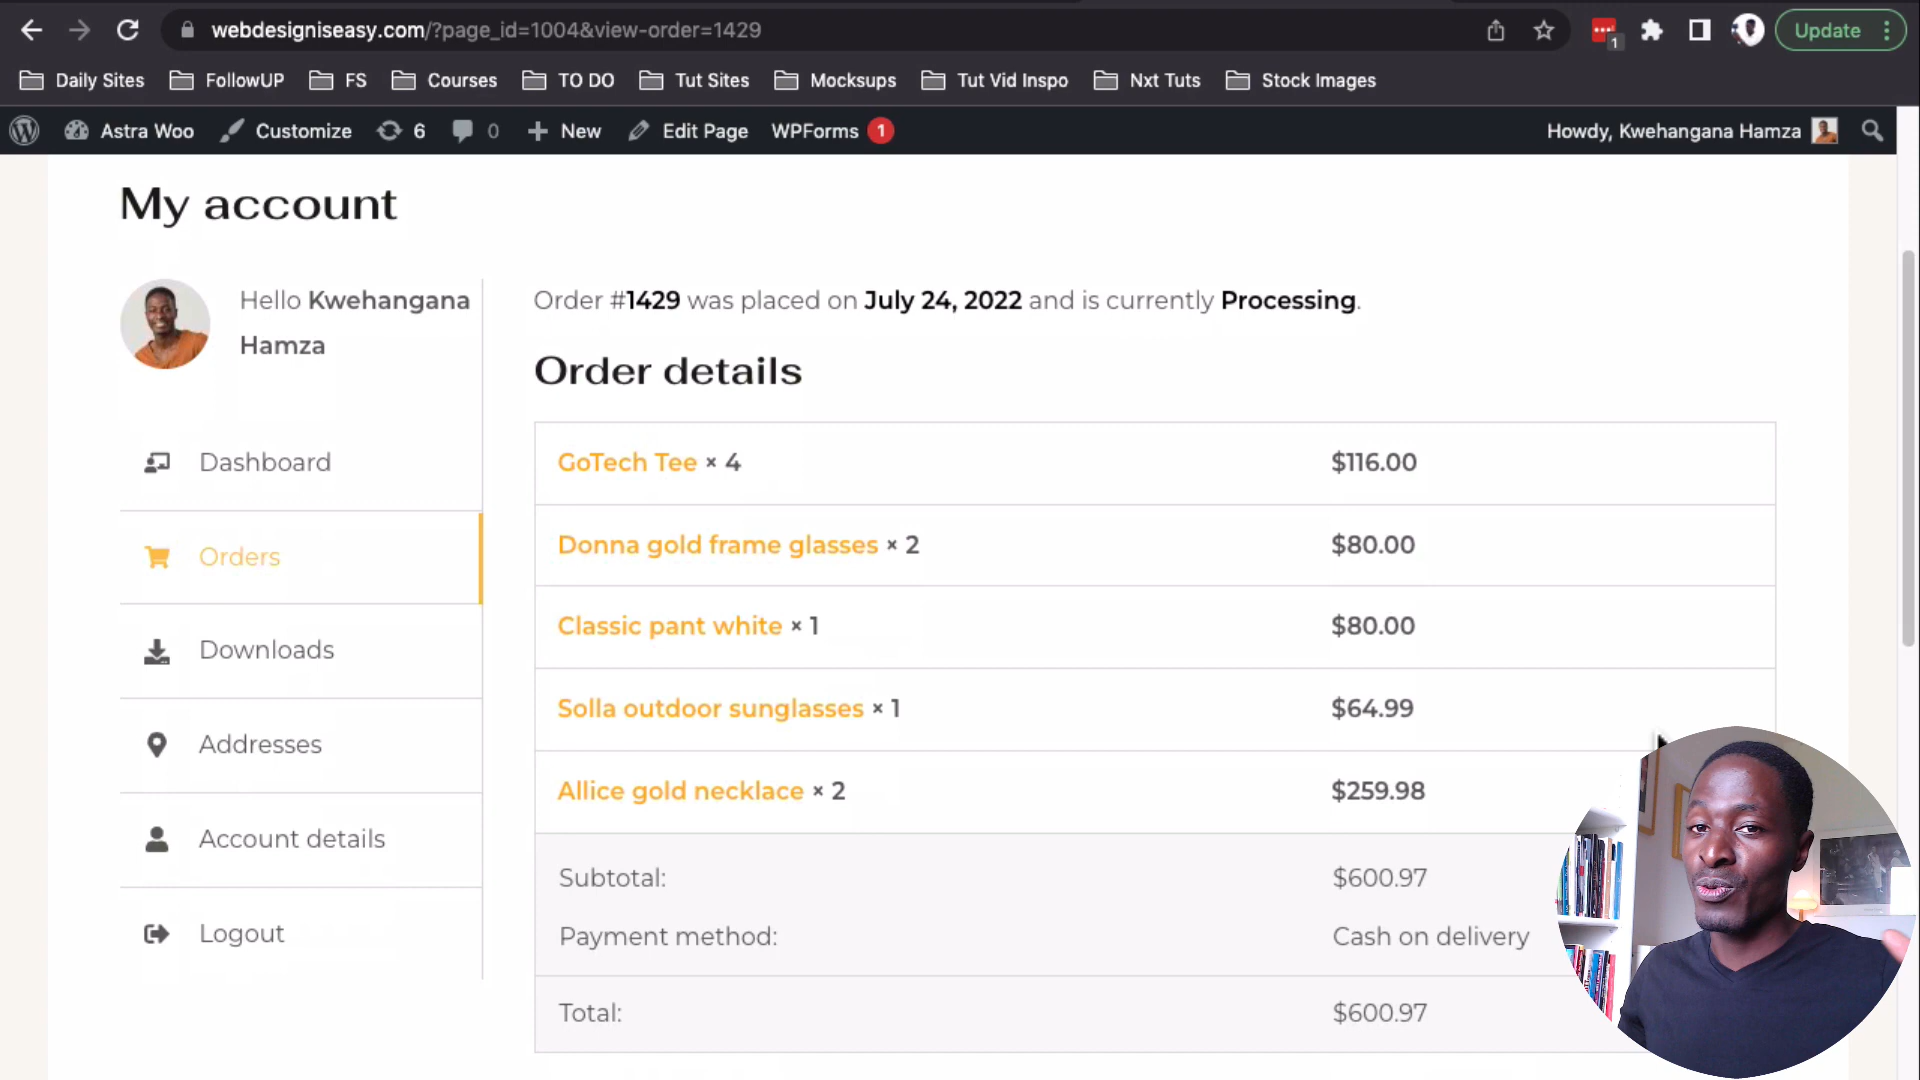 webdesigniseasy.com/?page_id=1004&view-order=1429
1
Update
Daily Sites
FollowUP
FS
Courses
TO DO
Tut Sites
Mocksups
Tut Vid Inspo
Nxt Tuts
Stock Images
Astra Woo
Customize
6
0
New
Edit Page
WPForms 1
Howdy, Kwehangana Hamza
My account
Hello Kwehangana
Hamza
Dashboard
Orders
Downloads
Addresses
Account details
Logout
Order #1429 was placed on July 24, 2022 and is currently Processing.
Order details
GoTech Tee × 4 $116.00
Donna gold frame glasses × 2 $80.00
Classic pant white × 1 $80.00
Solla outdoor sunglasses × 1 $64.99
Allice gold necklace × 2 $259.98
Subtotal: $600.97
Payment method: Cash on delivery
Total: $600.97